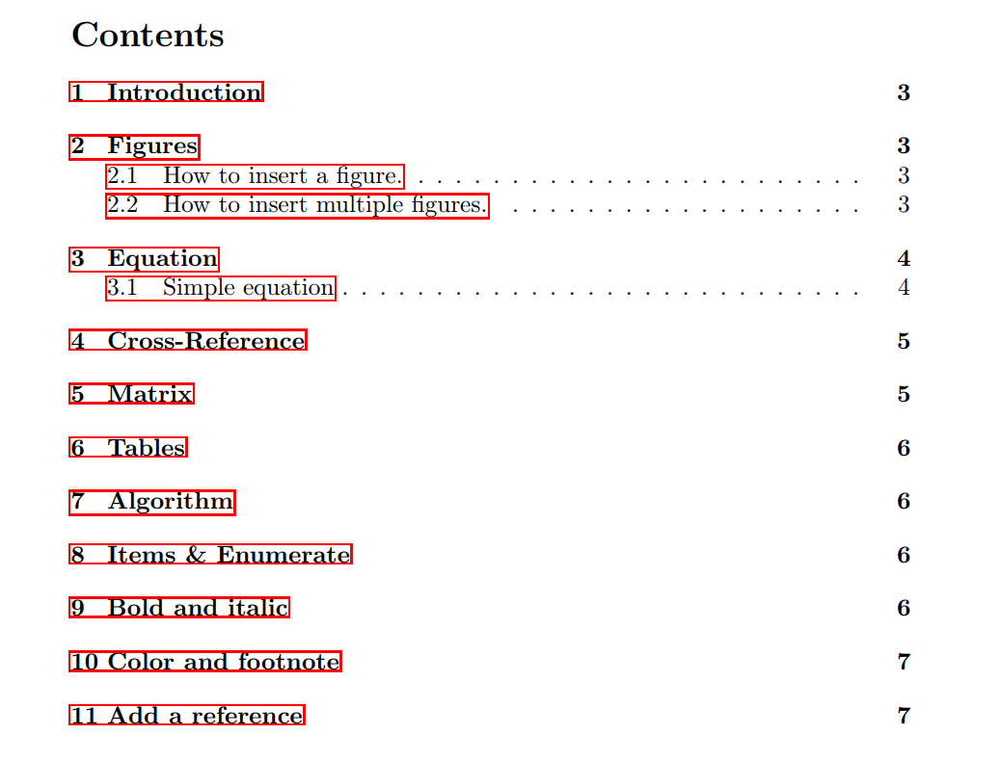 Contents
1 Introduction 3
2 Figures 3
2.1 How to insert a figure. . . . . . . . . . . . . . . . . . . . . . . . . 3
2.2 How to insert multiple figures. . . . . . . . . . . . . . . . . . . . 3
3 Equation 4
3.1 Simple equation . . . . . . . . . . . . . . . . . . . . . . . . . . . . 4
4 Cross-Reference 5
5 Matrix 5
6 Tables 6
7 Algorithm 6
8 Items & Enumerate 6
9 Bold and italic 6
10 Color and footnote 7
11 Add a reference 7